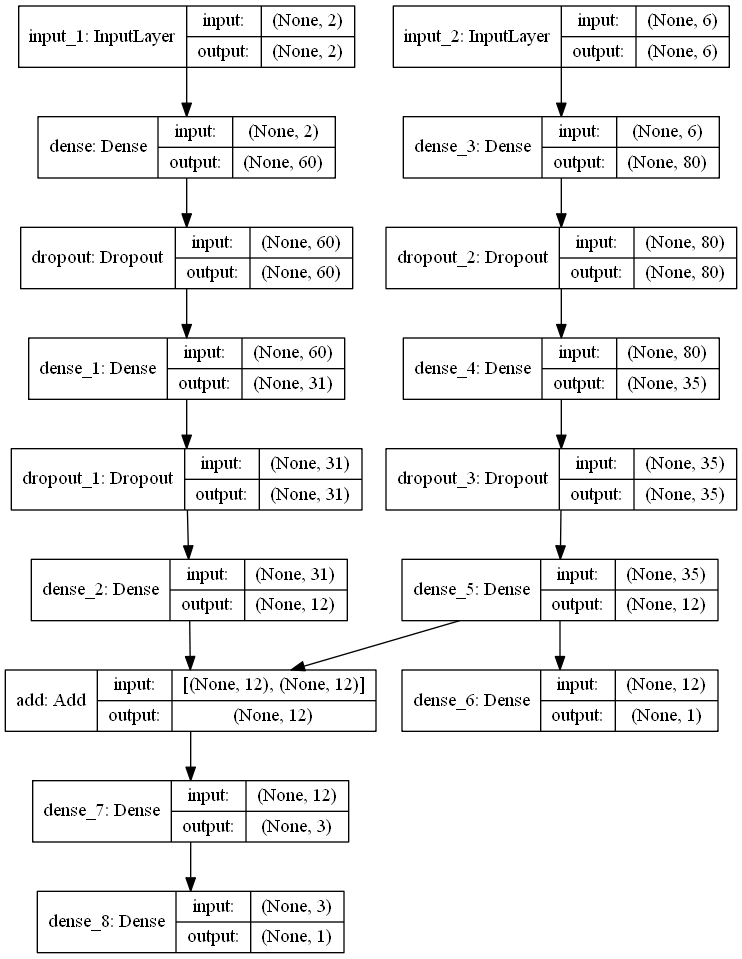 input_1: InputLayer
input: (None, 2)
output: (None, 2)
input_2: InputLayer
input: (None, 6)
output: (None, 6)
dense: Dense
input: (None, 2)
output: (None, 60)
dense_3: Dense
input: (None, 6)
output: (None, 80)
dropout: Dropout
input: (None, 60)
output: (None, 60)
dropout_2: Dropout
input: (None, 80)
output: (None, 80)
dense_1: Dense
input: (None, 60)
output: (None, 31)
dense_4: Dense
input: (None, 80)
output: (None, 35)
dropout_1: Dropout
input: (None, 31)
output: (None, 31)
dropout_3: Dropout
input: (None, 35)
output: (None, 35)
dense_2: Dense
input: (None, 31)
output: (None, 12)
dense_5: Dense
input: (None, 35)
output: (None, 12)
add: Add
input: [(None, 12), (None, 12)]
output: (None, 12)
dense_6: Dense
input: (None, 12)
output: (None, 1)
dense_7: Dense
input: (None, 12)
output: (None, 3)
dense_8: Dense
input: (None, 3)
output: (None, 1)